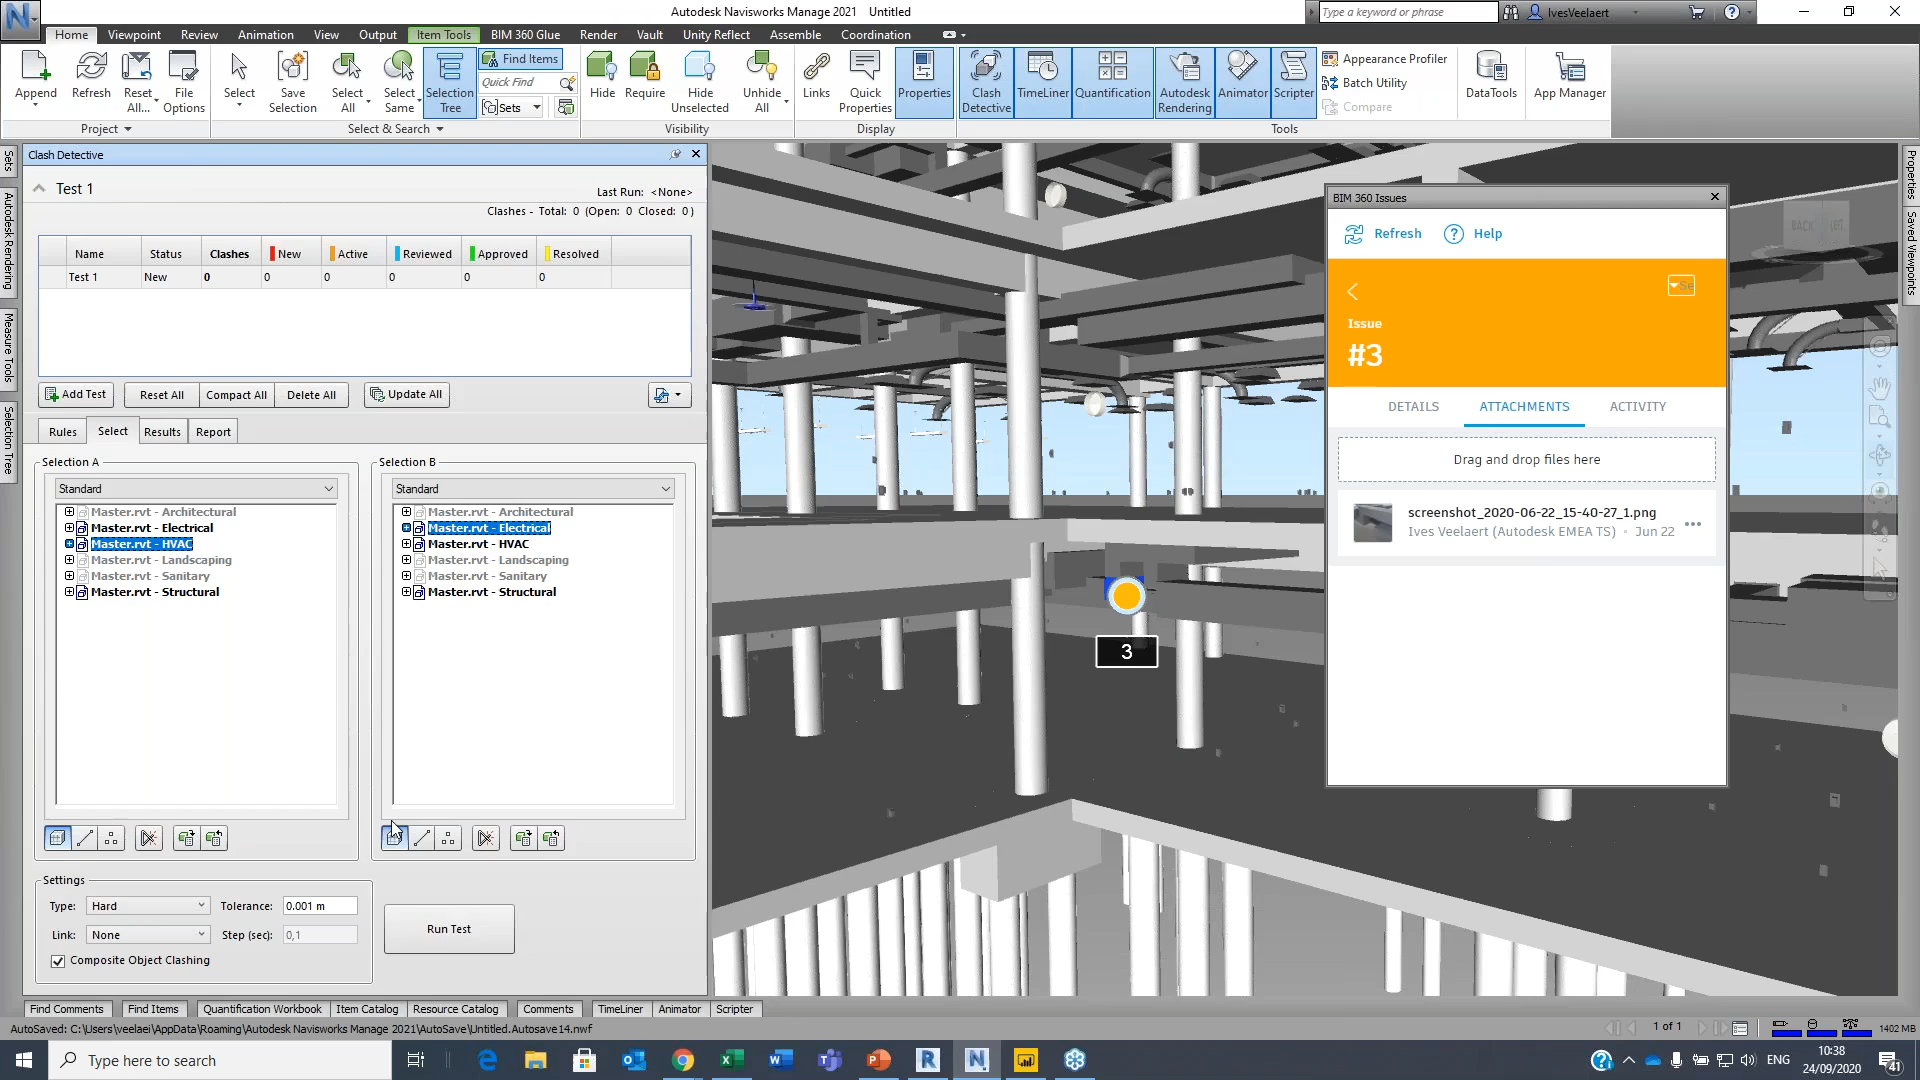 Autodesk Navisworks Manage 2021 Untitled
Type a keyword or phrase
IvesVeelaert
Home Viewpoint Review Animation View Output Item Tools BIM 360 Glue Render Vault Unity Reflect Assemble Coordination
Append Refresh Reset All... File Options Select Save Selection Select All Select Same Selection Tree
Find Items
Quick Find
Sets
Hide Require Hide Unselected Unhide All Links Quick Properties Properties Clash Detective TimeLiner Quantification Autodesk Rendering Animator Scripter
Appearance Profiler
Batch Utility
Compare
DataTools App Manager
Project Select & Search Visibility Display Tools
Sets
Autodesk Rendering
Measure Tools
Selection Tree
Clash Detective
Test 1
Last Run: <None>
Clashes - Total: 0 (Open: 0 Closed: 0)
Name Status Clashes New Active Reviewed Approved Resolved
Test 1 New 0 0 0 0 0 0
Add Test Reset All Compact All Delete All Update All
Rules Select Results Report
Selection A
Standard
Master.rvt - Architectural
Master.rvt - Electrical
Master.rvt - HVAC
Master.rvt - Landscaping
Master.rvt - Sanitary
Master.rvt - Structural
Selection B
Standard
Master.rvt - Architectural
Master.rvt - Electrical
Master.rvt - HVAC
Master.rvt - Landscaping
Master.rvt - Sanitary
Master.rvt - Structural
Settings
Type: Hard Tolerance: 0.001 m
Link: None Step (sec): 0,1
Composite Object Clashing
Run Test
3
BACK
BIM 360 Issues
Refresh Help
Se
Issue
#3
DETAILS ATTACHMENTS ACTIVITY
Drag and drop files here
screenshot_2020-06-22_15-40-27_1.png
Ives Veelaert (Autodesk EMEA TS) • Jun 22
Properties
Saved Viewpoints
Find Comments Find Items Quantification Workbook Item Catalog Resource Catalog Comments TimeLiner Animator Scripter
AutoSaved: C:\Users\veelaei\AppData\Roaming\Autodesk Navisworks Manage 2021\AutoSave\Untitled.Autosave14.nwf
1 of 1
1402 MB
Type here to search
ENG
10:38
24/09/2020
41